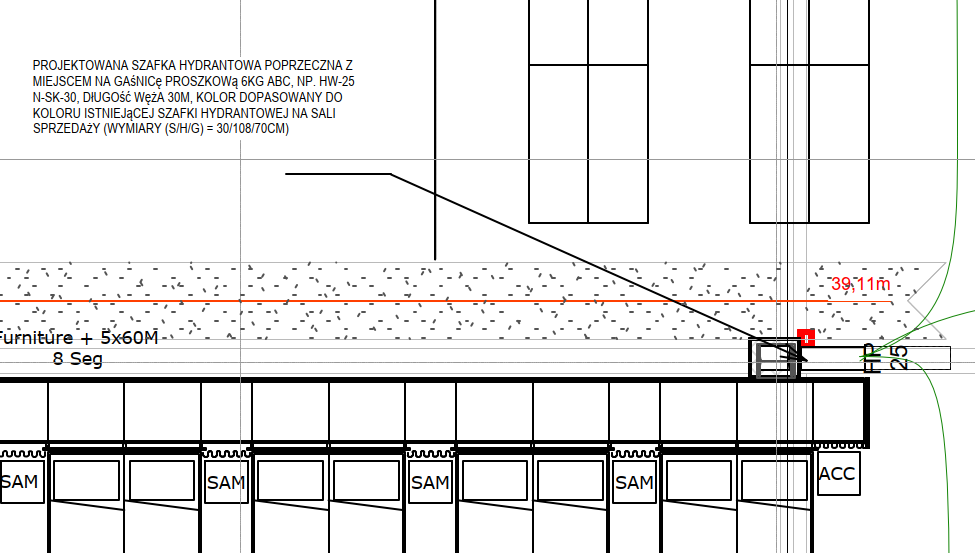 PROJEKTOWANA SZAFKA HYDRANTOWA POPRZECZNA Z
MIEJSCEM NA GAśNICę PROSZKOWą 6KG ABC, NP. HW-25
N-SK-30, DłUGOść WężA 30M, KOLOR DOPASOWANY DO
KOLORU ISTNIEJąCEJ SZAFKI HYDRANTOWEJ NA SALI
SPRZEDAżY (WYMIARY (S/H/G) = 30/108/70CM)
39,11m
Furniture + 5x60M
8 Seg
HP
25
SAM
SAM
SAM
SAM
ACC